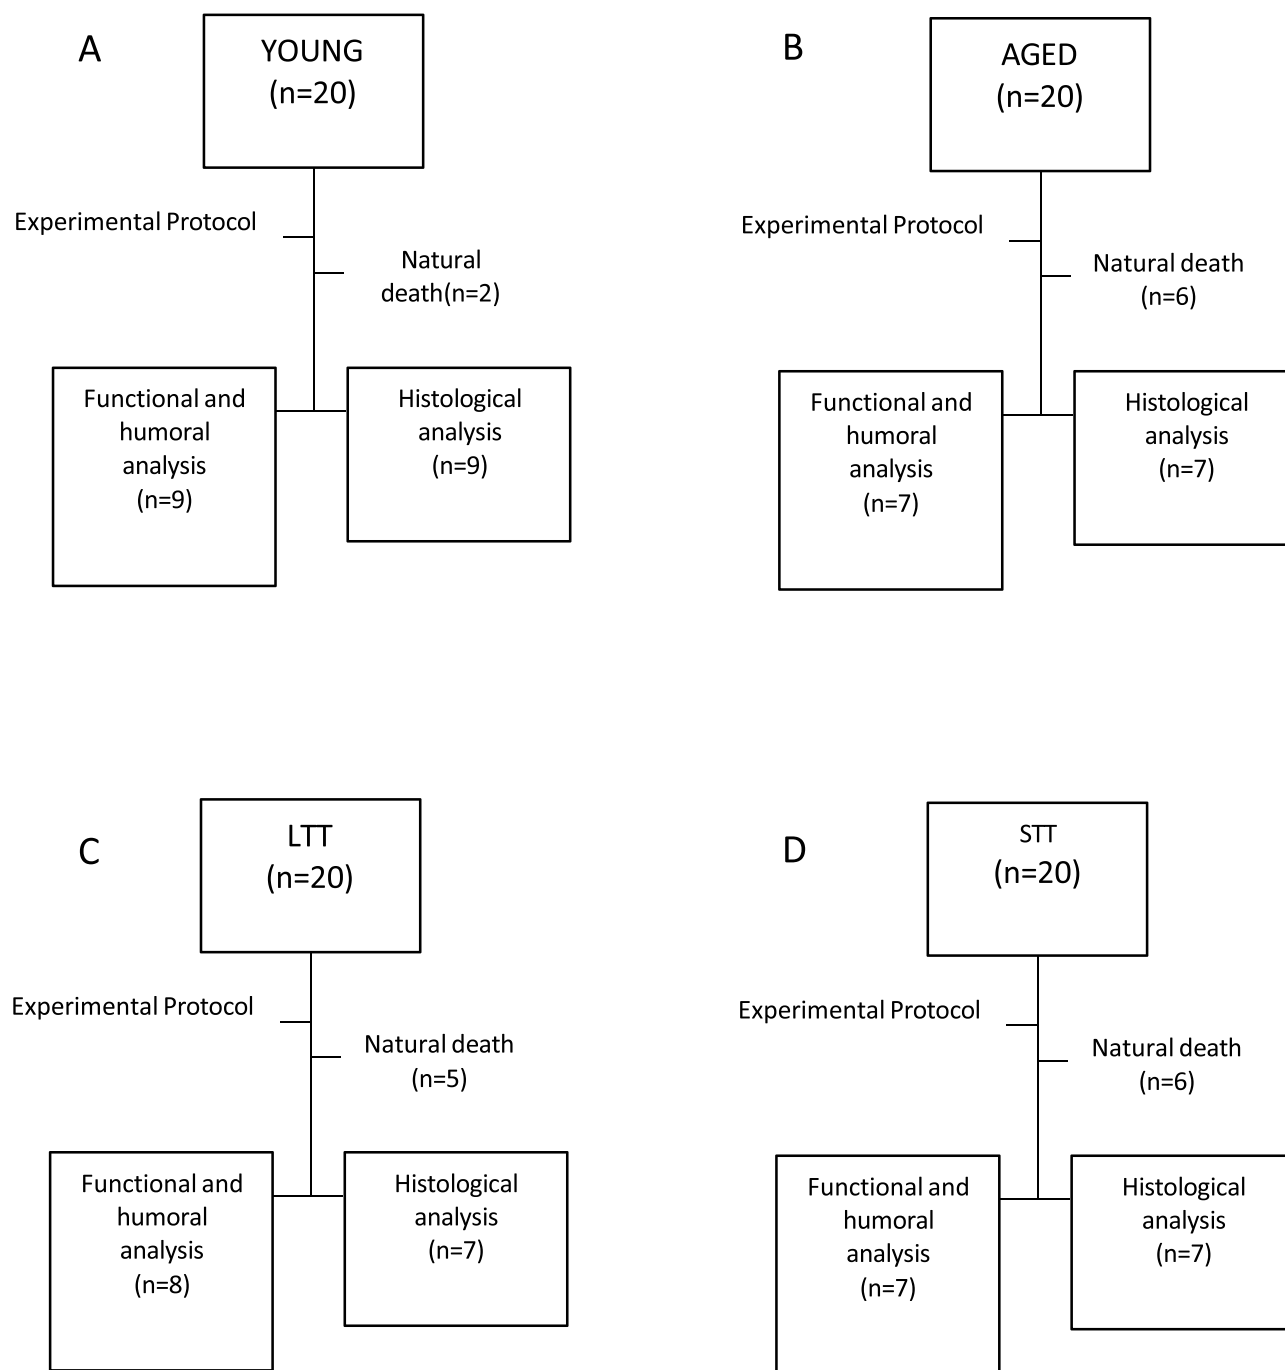 A
YOUNG
(n=20)
Experimental Protocol
Natural
death(n=2)
Functional and
humoral
analysis
(n=9)
Histological
analysis
(n=9)
B
AGED
(n=20)
Experimental Protocol
Natural death
(n=6)
Functional and
humoral
analysis
(n=7)
Histological
analysis
(n=7)
C
LTT
(n=20)
Experimental Protocol
Natural death
(n=5)
Functional and
humoral
analysis
(n=8)
Histological
analysis
(n=7)
D
STT
(n=20)
Experimental Protocol
Natural death
(n=6)
Functional and
humoral
analysis
(n=7)
Histological
analysis
(n=7)